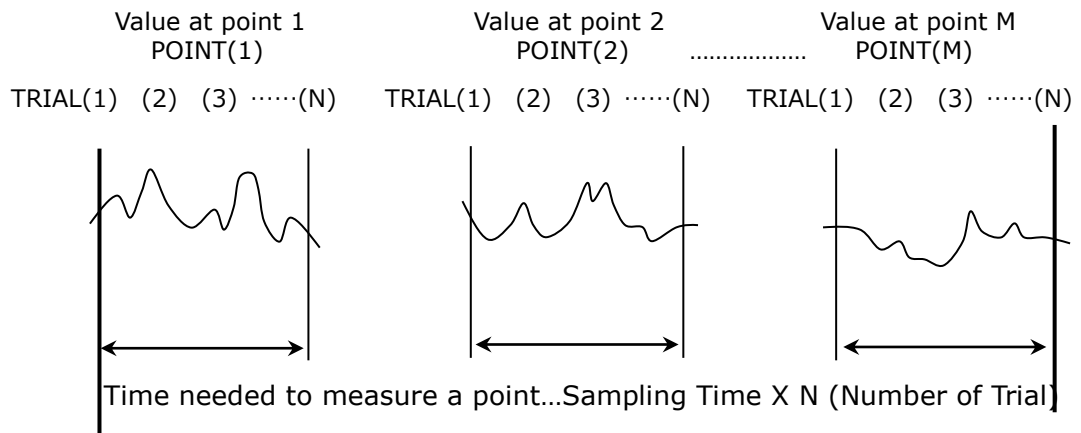 Value at point 1 Value at point 2 Value at point M
POINT(1) POINT(2) .................. POINT(M)
TRIAL(1) (2) (3) ······(N) TRIAL(1) (2) (3) ······(N) TRIAL(1) (2) (3) ······(N)
Time needed to measure a point…Sampling Time X N (Number of Trial)